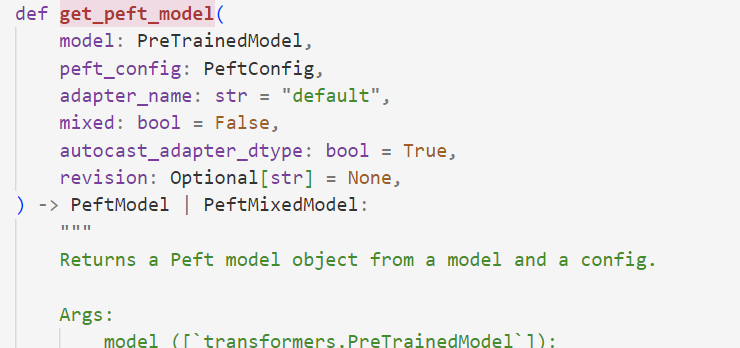 def get_peft_model(
model: PreTrainedModel,
peft_config: PeftConfig,
adapter_name: str = "default",
mixed: bool = False,
autocast_adapter_dtype: bool = True,
revision: Optional[str] = None,
) -> PeftModel | PeftMixedModel:
"""
Returns a Peft model object from a model and a config.
Args:
model ([`transformers.PreTrainedModel`]):